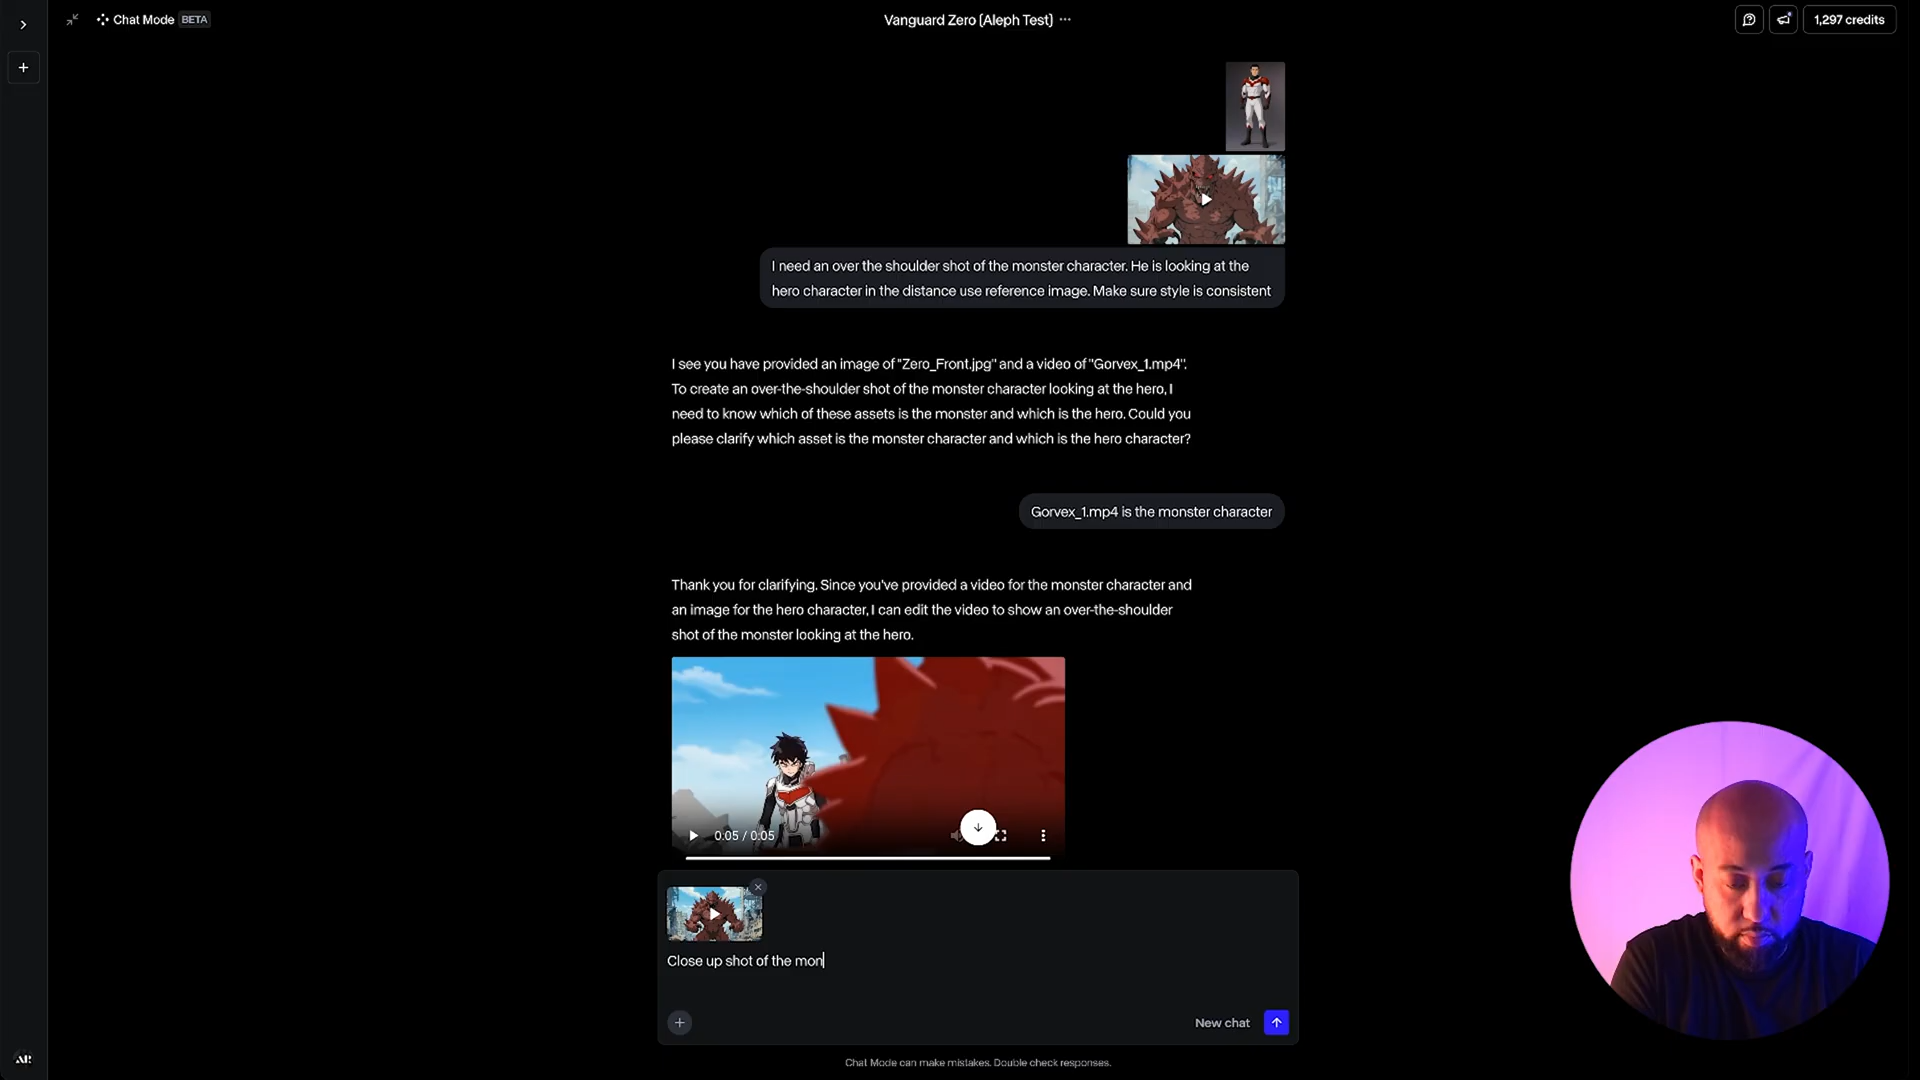 Chat Mode BETA
Vanguard Zero (Aleph Test) ···
1,297 credits
I need an over the shoulder shot of the monster character. He is looking at the
hero character in the distance use reference image. Make sure style is consistent
I see you have provided an image of "Zero_Front.jpg" and a video of "Gorvex_1.mp4".
To create an over-the-shoulder shot of the monster character looking at the hero, I
need to know which of these assets is the monster and which is the hero. Could you
please clarify which asset is the monster character and which is the hero character?
Gorvex_1.mp4 is the monster character
Thank you for clarifying. Since you've provided a video for the monster character and
an image for the hero character, I can edit the video to show an over-the-shoulder
shot of the monster looking at the hero.
0:05 / 0:05
Close up shot of the mon
New chat
AR
Chat Mode can make mistakes. Double check responses.